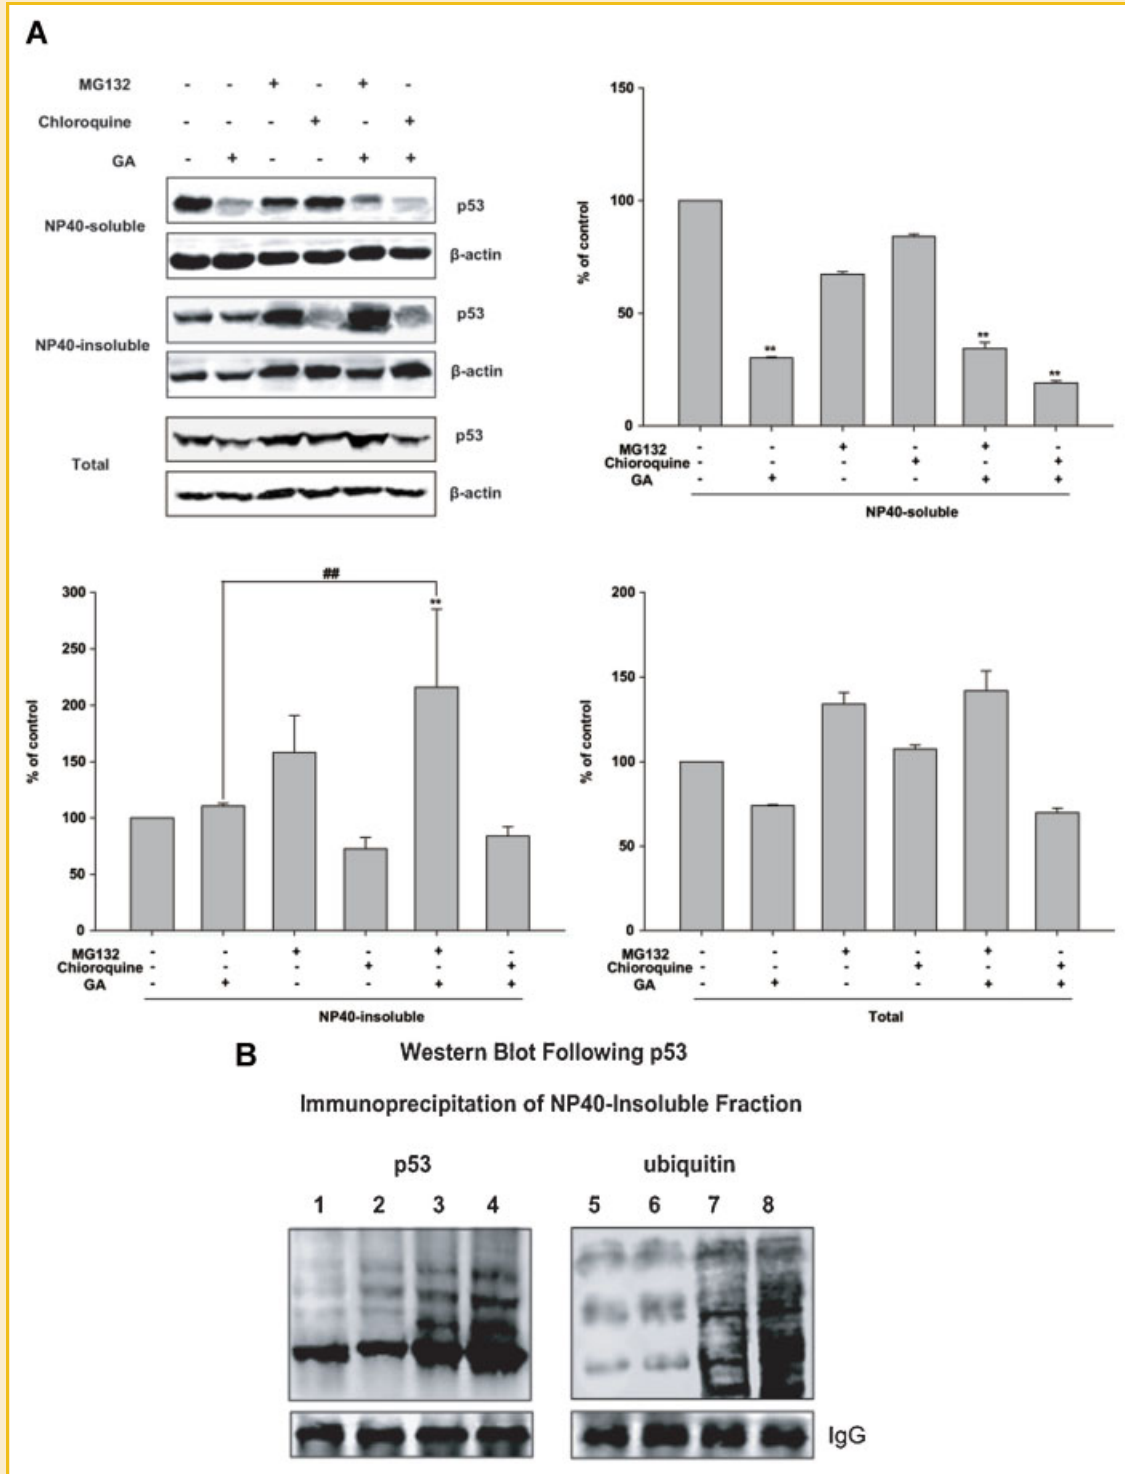 A
MG132 - - + - + -
Chloroquine - - - + - +
GA - + - - + +
NP40-soluble
p53
β-actin
NP40-insoluble
p53
β-actin
Total
p53
β-actin
% of control
150
100
50
0
**
**
**
MG132 - - + - + -
Chioroquine - - - + - +
GA - + - - + +
NP40-soluble
% of control
300
250
200
150
100
50
0
##
**
MG132 - - + - + -
Chioroquine - - - + - +
GA - + - - + +
NP40-insoluble
% of control
200
150
100
50
0
MG132 - - + - + -
Chioroquine - - - + - +
GA - + - - + +
Total
B
Western Blot Following p53
Immunoprecipitation of NP40-Insoluble Fraction
p53 ubiquitin
1 2 3 4 5 6 7 8
IgG